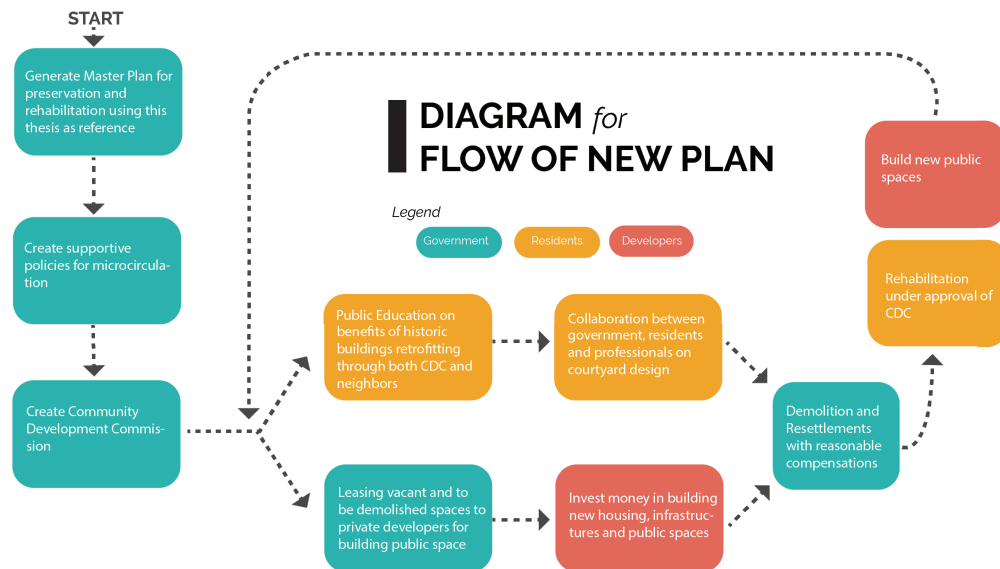 START
Generate Master Plan for
preservation and
rehabilitation using this
thesis as reference
Create supportive
policies for microcircula-
tion
Create Community
Development Commis-
sion
DIAGRAM for
FLOW OF NEW PLAN
Legend
Government
Residents
Developers
Public Education on
benefits of historic
buildings retrofitting
through both CDC and
neighbors
Collaboration between
government, residents
and professionals on
courtyard design
Leasing vacant and to
be demolished spaces to
private developers for
building public space
Invest money in building
new housing, infrastruc-
tures and public spaces
Demolition and
Resettlements
with reasonable
compensations
Rehabilitation
under approval of
CDC
Build new public
spaces